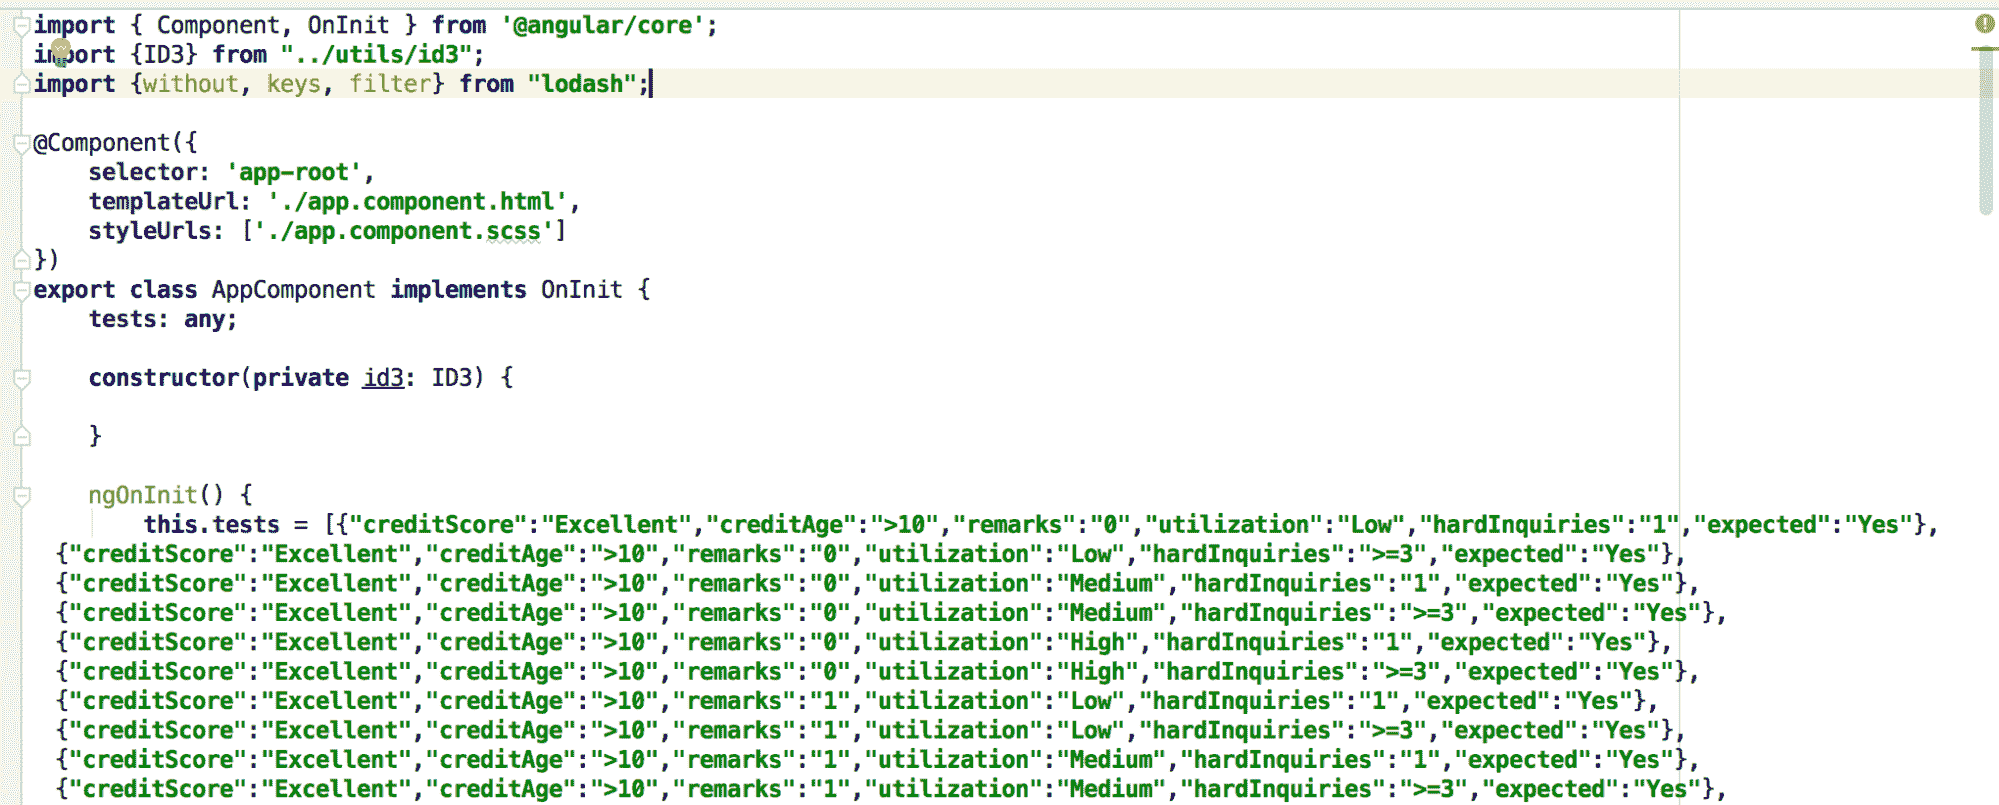 import { Component, OnInit } from '@angular/core';
import {ID3} from "../utils/id3";
import {without, keys, filter} from "lodash";
@Component({
selector: 'app-root',
templateUrl: './app.component.html',
styleUrls: ['./app.component.scss']
})
export class AppComponent implements OnInit {
tests: any;
constructor(private id3: ID3) {
}
ngOnInit() {
this.tests = [{"creditScore":"Excellent","creditAge":">10","remarks":"0","utilization":"Low","hardInquiries":"1","expected":"Yes"},
{"creditScore":"Excellent","creditAge":">10","remarks":"0","utilization":"Low","hardInquiries":">=3","expected":"Yes"},
{"creditScore":"Excellent","creditAge":">10","remarks":"0","utilization":"Medium","hardInquiries":"1","expected":"Yes"},
{"creditScore":"Excellent","creditAge":">10","remarks":"0","utilization":"Medium","hardInquiries":">=3","expected":"Yes"},
{"creditScore":"Excellent","creditAge":">10","remarks":"0","utilization":"High","hardInquiries":"1","expected":"Yes"},
{"creditScore":"Excellent","creditAge":">10","remarks":"0","utilization":"High","hardInquiries":">=3","expected":"Yes"},
{"creditScore":"Excellent","creditAge":">10","remarks":"1","utilization":"Low","hardInquiries":"1","expected":"Yes"},
{"creditScore":"Excellent","creditAge":">10","remarks":"1","utilization":"Low","hardInquiries":">=3","expected":"Yes"},
{"creditScore":"Excellent","creditAge":">10","remarks":"1","utilization":"Medium","hardInquiries":"1","expected":"Yes"},
{"creditScore":"Excellent","creditAge":">10","remarks":"1","utilization":"Medium","hardInquiries":">=3","expected":"Yes"},